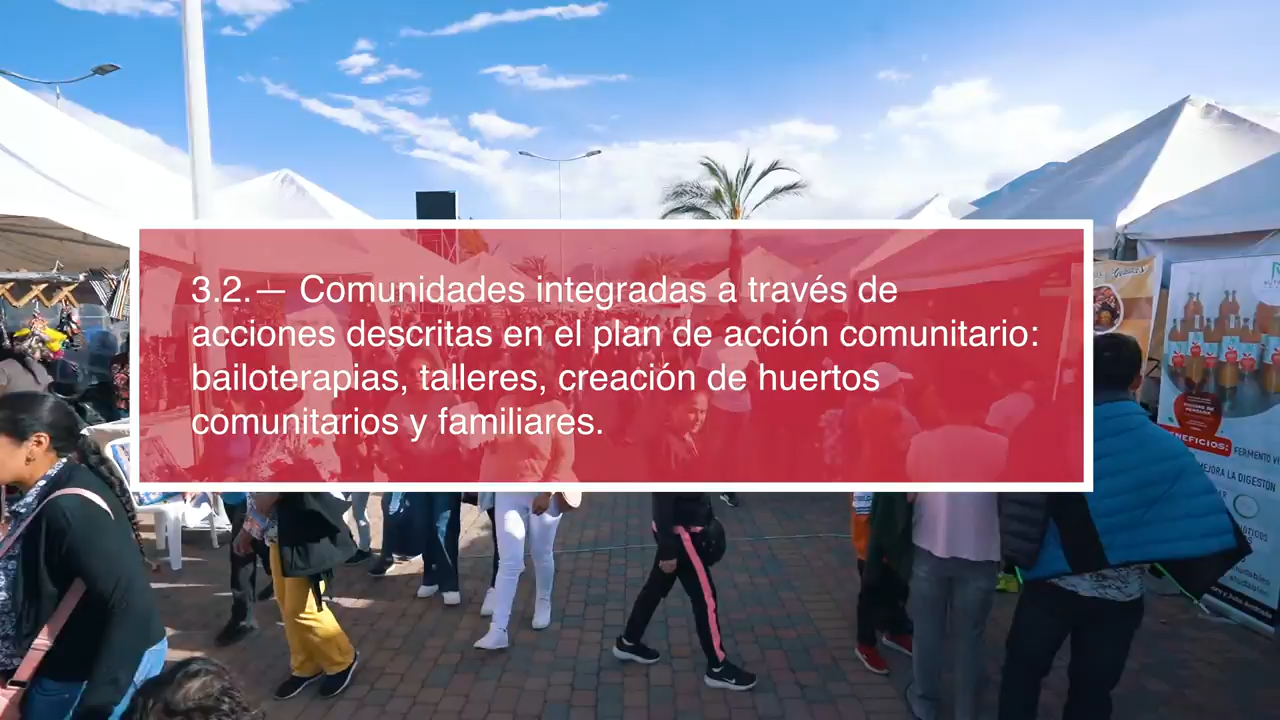 3.2.— Comunidades integradas a través de
acciones descritas en el plan de acción comunitario:
bailoterapias, talleres, creación de huertos
comunitarios y familiares.
BENEFICIOS:
FERMENTO
MEJORA LA DIGESTIÓN